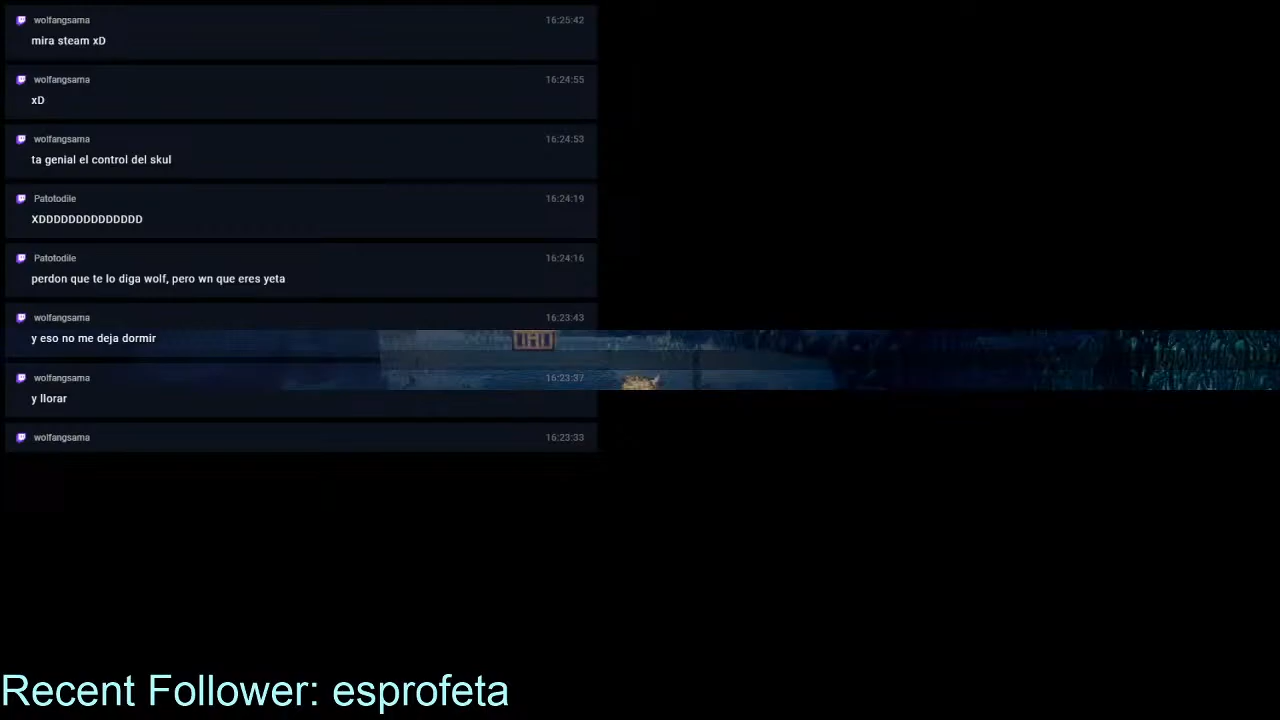 wolfangsama 16:25:42
mira steam xD
wolfangsama 16:24:55
xD
wolfangsama 16:24:53
ta genial el control del skul
Patotodile 16:24:19
XDDDDDDDDDDDDDD
Patotodile 16:24:16
perdon que te lo diga wolf, pero wn que eres yeta
wolfangsama 16:23:43
y eso no me deja dormir
wolfangsama 16:23:37
y llorar
wolfangsama 16:23:33
Recent Follower: esprofeta